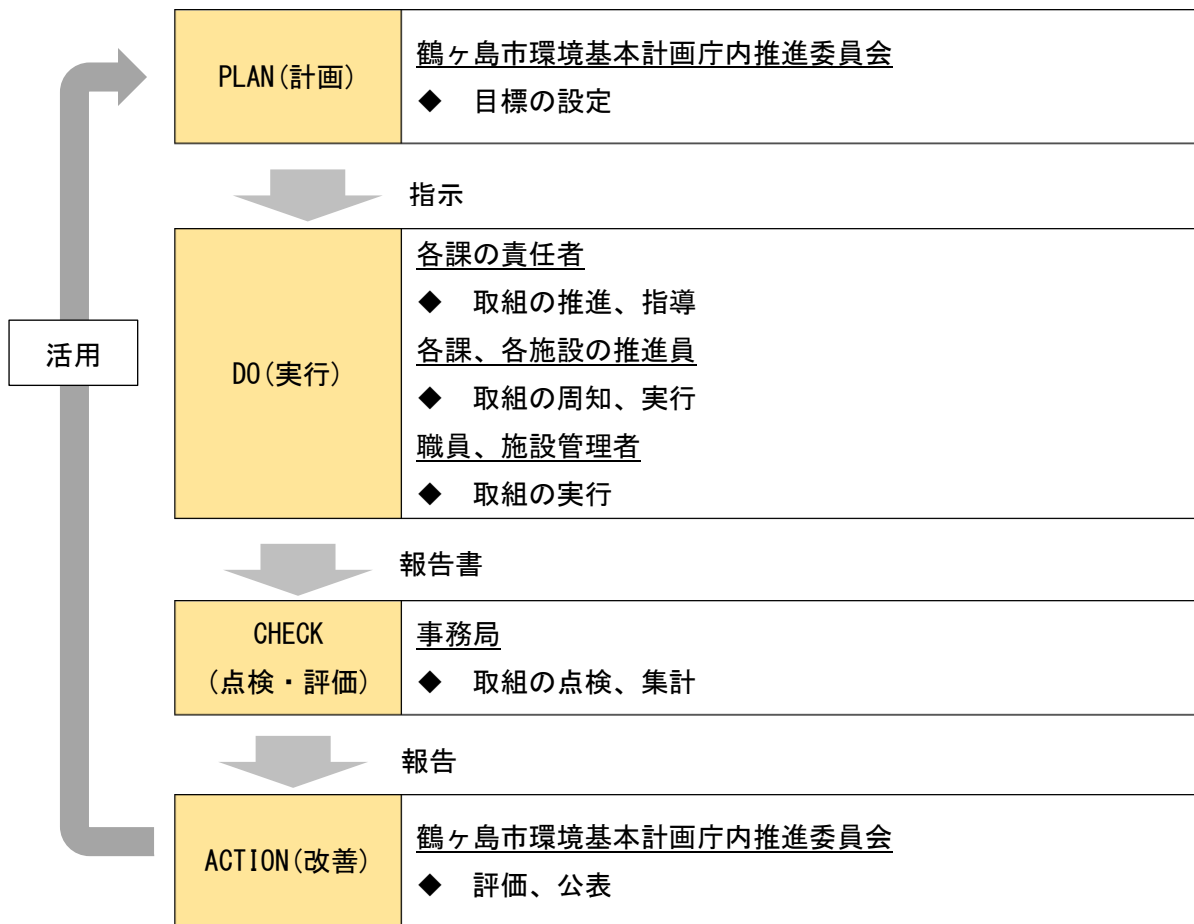 PLAN(計画)
鶴ヶ島市環境基本計画庁内推進委員会
◆ 目標の設定
指示
DO(実行)
各課の責任者
◆ 取組の推進、指導
各課、各施設の推進員
◆ 取組の周知、実行
職員、施設管理者
◆ 取組の実行
活用
報告書
CHECK
(点検・評価)
事務局
◆ 取組の点検、集計
報告
ACTION(改善)
鶴ヶ島市環境基本計画庁内推進委員会
◆ 評価、公表